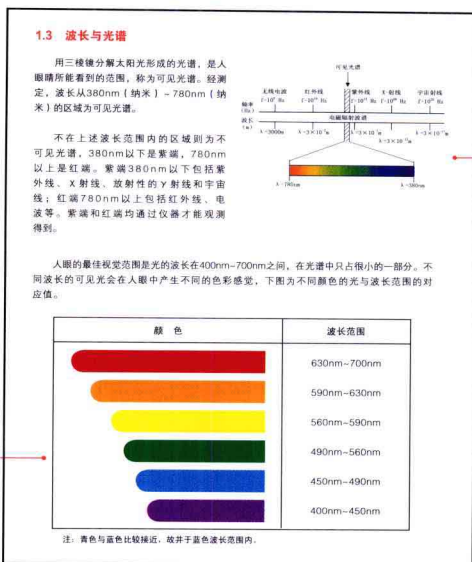 1.3 波长与光谱
用三棱镜分解太阳光形成的光谱，是人
眼睛所能看到的范围，称为可见光谱。经测
定，波长从380nm（纳米）~780nm（纳
米）的区域为可见光谱。
不在上述波长范围内的区域则为不
可见光谱，380nm以下是紫端，780nm
以上是红端。紫端380nm以下包括紫
外线、X射线、放射性的γ射线和宇宙
线；红端780nm以上包括红外线、电
波等。紫端和红端均通过仪器才能观测
得到。
可见光谱
无线电波 红外线 紫外线 X-射线 宇宙射线
频率
(Hz)
波长
(m)
电磁辐射波谱
λ=3000m
λ=780nm
λ=380nm
人眼的最佳视觉范围是光的波长在400nm~700nm之间，在光谱中只占很小的一部分。不
同波长的可见光会在人眼中产生不同的色彩感觉，下图为不同颜色的光与波长范围的对
应值。
颜 色 波长范围
630nm~700nm
590nm~630nm
560nm~590nm
490nm~560nm
450nm~490nm
400nm~450nm
注：青色与蓝色比较接近，故并于蓝色波长范围内。